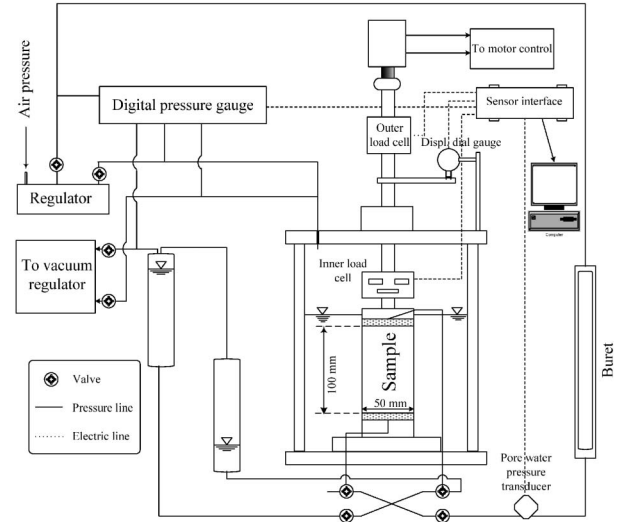 To motor control
Air pressure
Digital pressure gauge
Sensor interface
Outer
load cell
Displ. dial gauge
Regulator
Computer
To vacuum
regulator
Inner load
cell
Sample
100 mm
50 mm
Buret
Valve
Pressure line
Electric line
Pore water
pressure
transducer